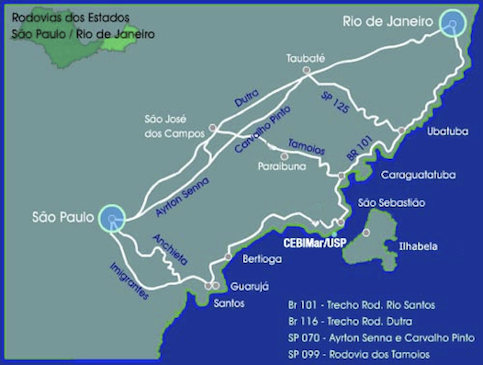 Rodovias dos Estados
São Paulo / Rio de Janeiro
Rio de Janeiro
Taubaté
Dutra
Carvalho Pinto
SP 125
São José
dos Campos
Tamoios
BR 101
Ubatuba
Paraibuna
Caraguatatuba
Ayrton Senna
São Sebastião
São Paulo
CEBIMar/USP
Ilhabela
Anchieta
Bertioga
Imigrantes
Guarujá
Santos
Br 101 - Trecho Rod. Rio Santos
Br 116 - Trecho Rod. Dutra
SP 070 - Ayrton Senna e Carvalho Pinto
SP 099 - Rodovia dos Tamoios